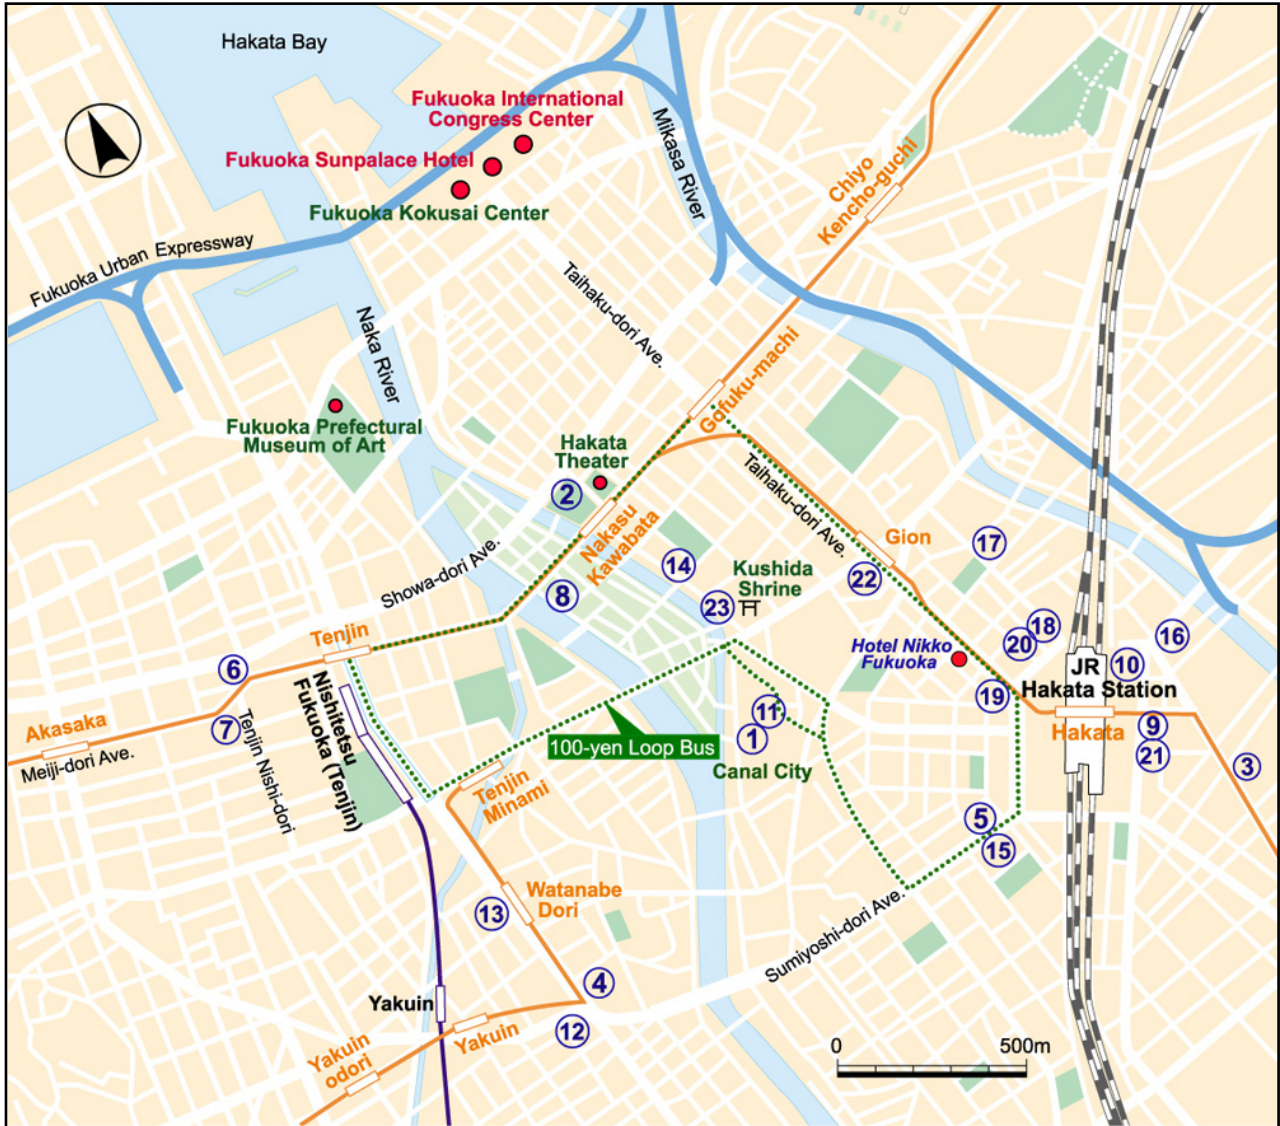 Hakata Bay
Fukuoka International
Congress Center
Fukuoka Sunpalace Hotel
Fukuoka Kokusai Center
Mikasa River
Chiyo
Kencho-guchi
Fukuoka Urban Expressway
Taihaku-dori Ave.
Naka River
Gofuku-machi
Fukuoka Prefectural
Museum of Art
Hakata
Theater
2
Nakasu
Kawabata
Taihaku-dori Ave.
Gion
17
Showa-dori Ave.
14
Kushida
Shrine
22
8
23
18
20
16
Tenjin
Hotel Nikko
Fukuoka
6
JR
10
Hakata Station
19
Nishitetsu
Fukuoka (Tenjin)
11
Akasaka
7
9
Hakata
Meiji-dori Ave.
Tenjin Nishi-dori
100-yen Loop Bus
1
21
3
Canal City
Tenjin
Minami
5
15
Watanabe
Dori
13
Sumiyoshi-dori Ave.
4
Yakuin
12
Yakuin
Yakuin
odori
0
500m